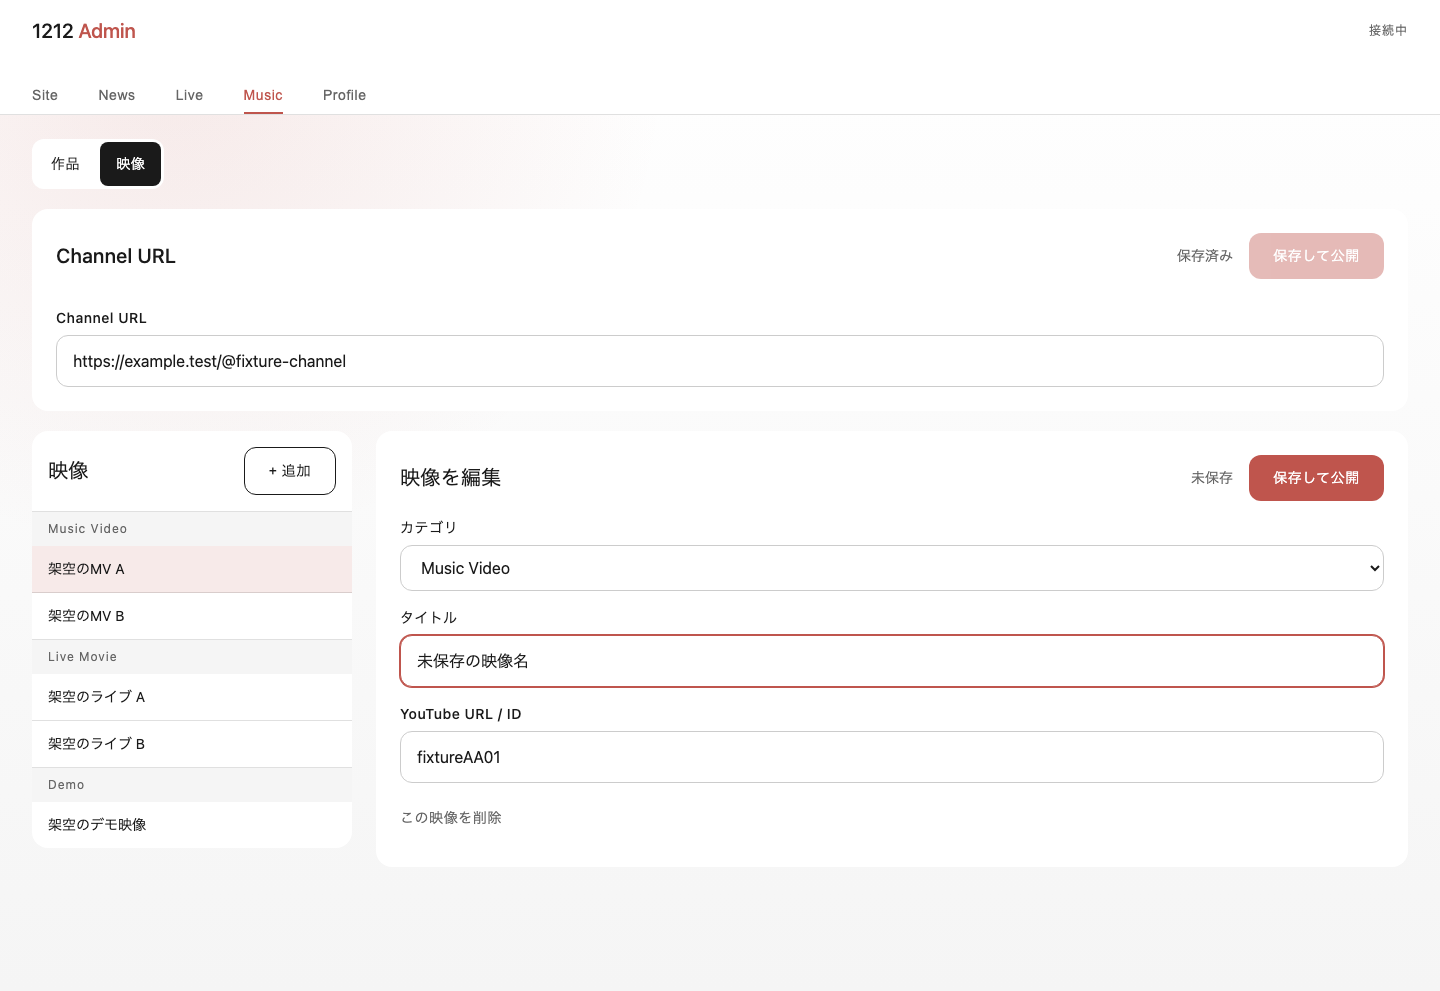 1212 Admin
接続中
Site News Live Music Profile
作品 映像
Channel URL
保存済み 保存して公開
Channel URL
https://example.test/@fixture-channel
映像
+ 追加
Music Video
架空のMV A
架空のMV B
Live Movie
架空のライブ A
架空のライブ B
Demo
架空のデモ映像
映像を編集
未保存 保存して公開
カテゴリ
Music Video
タイトル
未保存の映像名
YouTube URL / ID
fixtureAA01
この映像を削除